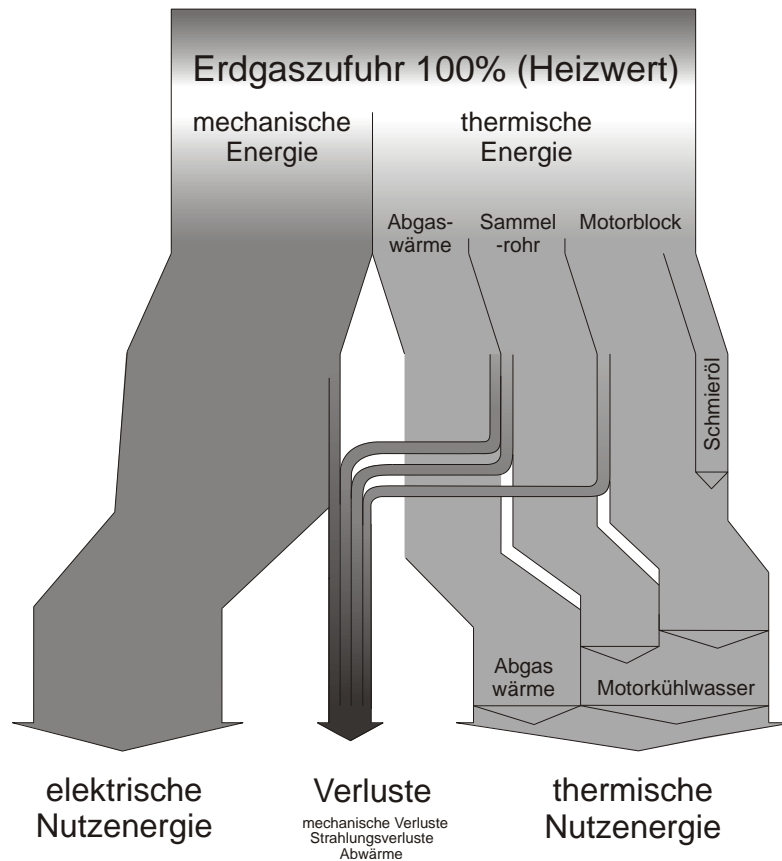 Erdgaszufuhr 100% (Heizwert)
mechanische
Energie
thermische
Energie
Abgas-
wärme
Sammel
-rohr
Motorblock
Schmieröl
Abgas
wärme
Motorkühlwasser
elektrische
Nutzenergie
Verluste
mechanische Verluste
Strahlungsverluste
Abwärme
thermische
Nutzenergie